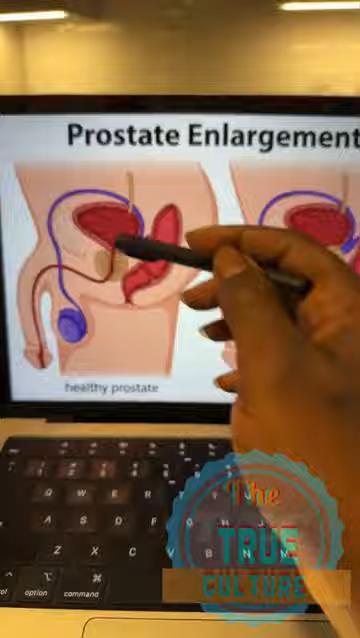 Prostate Enlargement
healthy prostate
Q W E R Y
A S D F G H J
Z X C V B N M
option command
The
TRUE
CULTURE